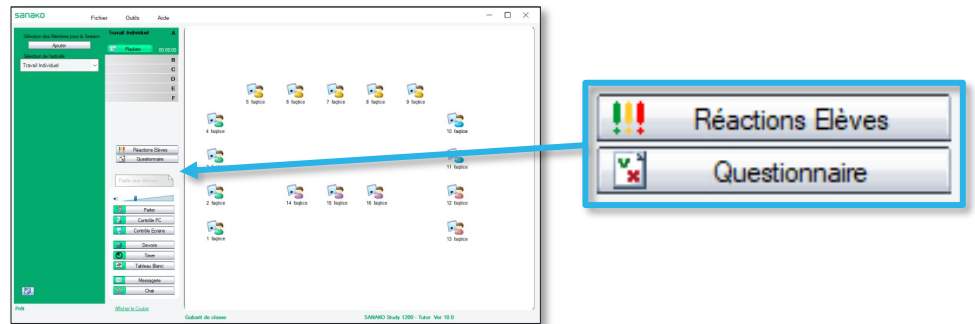 sanako
Fichier Outils Aide
Sélection des Membres pour la Session
Ajouter
Sélection de l'activité
Travail Individuel
Travail Individuel A
Playlists 00:00:00
B
C
D
E
F
Réactions Elèves
Questionnaire
Parler
Contrôle PC
Contrôle Ecrans
Devoirs
Timer
Tableau Blanc
Messagerie
Chat
Prêt
Afficher le Couloir
5 faqtice 6 faqtice 7 faqtice 8 faqtice 9 faqtice
4 faqtice 10 faqtice
11 faqtice
2 faqtice 14 faqtice 15 faqtice 16 faqtice 12 faqtice
1 faqtice 13 faqtice
Gabarit de classe SANAKO Study 1200 - Tutor Ver 10.0
Réactions Elèves
Questionnaire